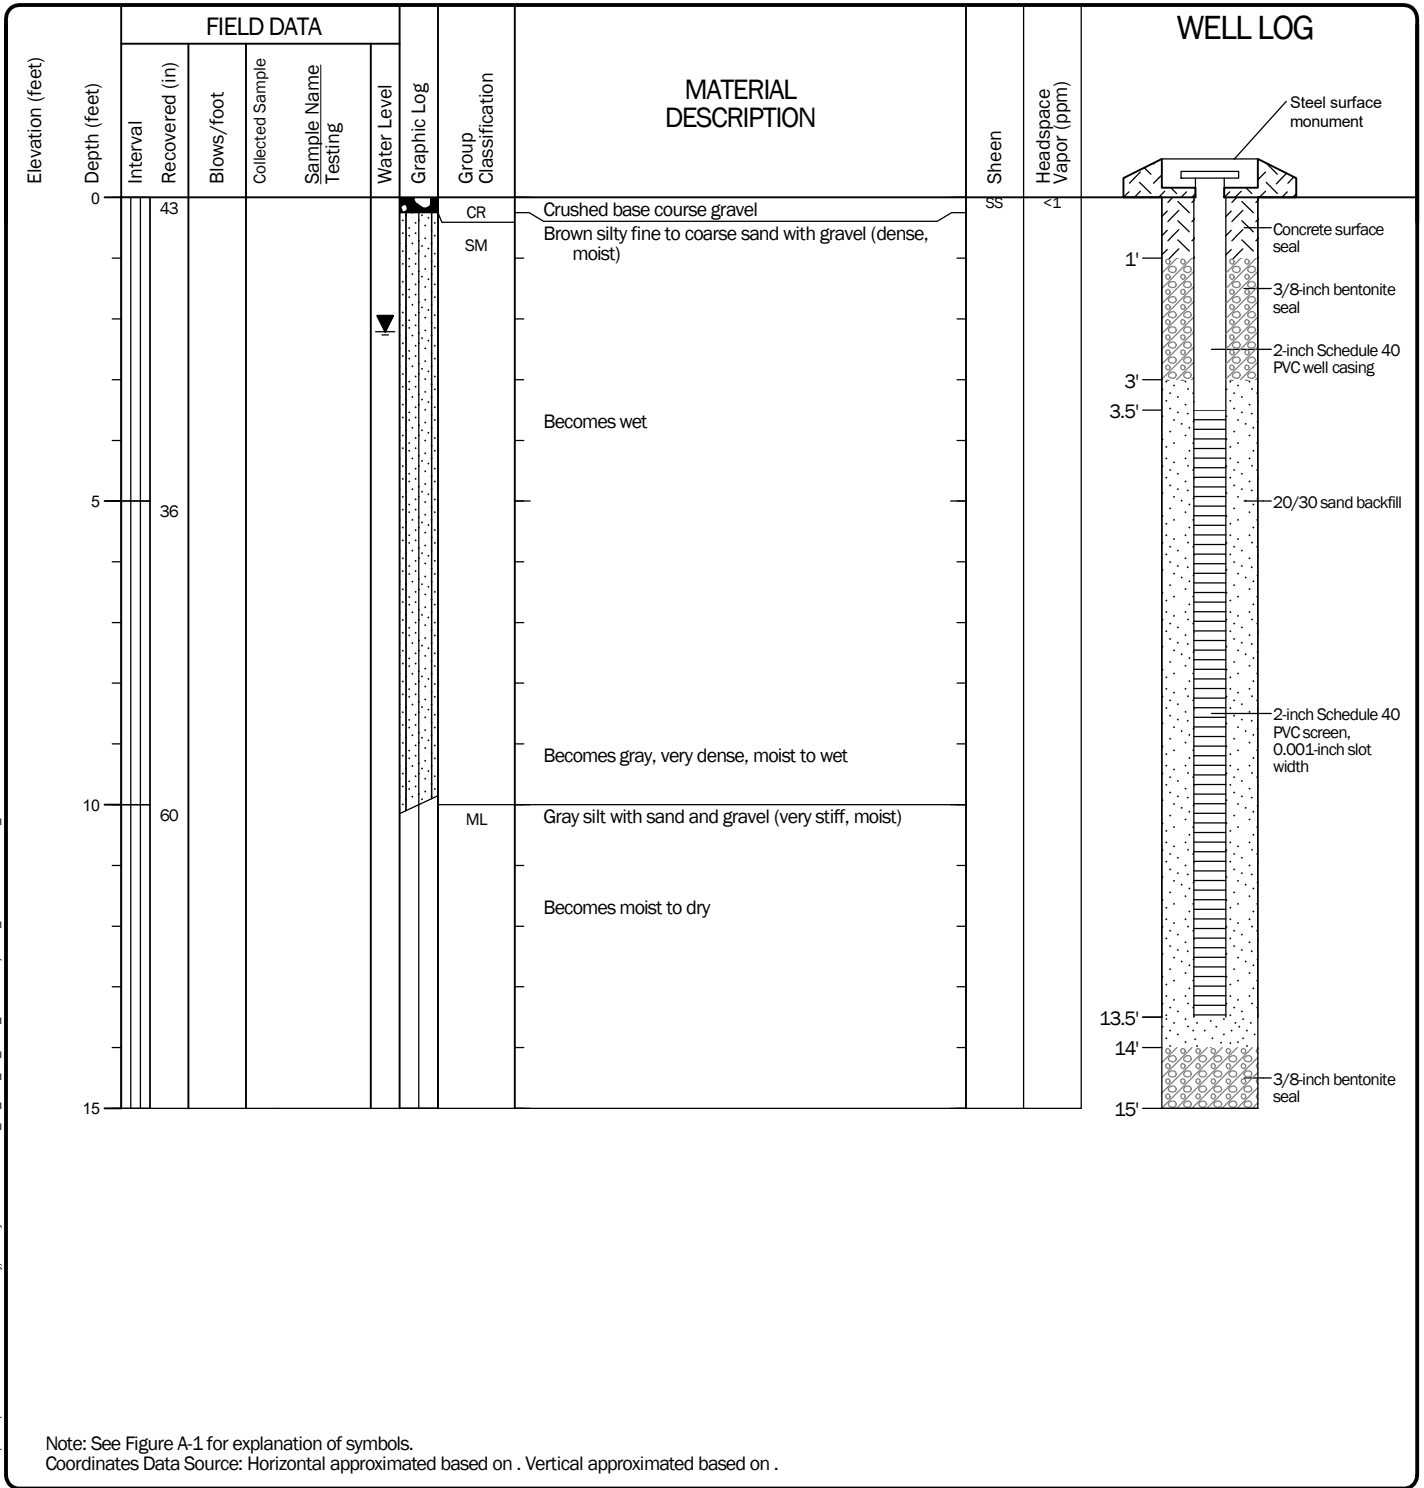 FIELD DATA
WELL LOG
Elevation (feet)
Depth (feet)
Interval
Recovered (in)
Blows/foot
Collected Sample
Sample Name
Testing
Water Level
Graphic Log
Group
Classification
MATERIAL
DESCRIPTION
Sheen
Headspace
Vapor (ppm)
Steel surface
monument
0
43
CR
Crushed base course gravel
SS
<1
SM
Brown silty fine to coarse sand with gravel (dense,
moist)
Concrete surface
seal
1'
3/8-inch bentonite
seal
2-inch Schedule 40
PVC well casing
3'
3.5'
Becomes wet
5
36
20/30 sand backfill
2-inch Schedule 40
PVC screen,
0.001-inch slot
width
Becomes gray, very dense, moist to wet
10
60
ML
Gray silt with sand and gravel (very stiff, moist)
Becomes moist to dry
13.5'
14'
3/8-inch bentonite
seal
15
15'
Note: See Figure A-1 for explanation of symbols.
Coordinates Data Source: Horizontal approximated based on . Vertical approximated based on .